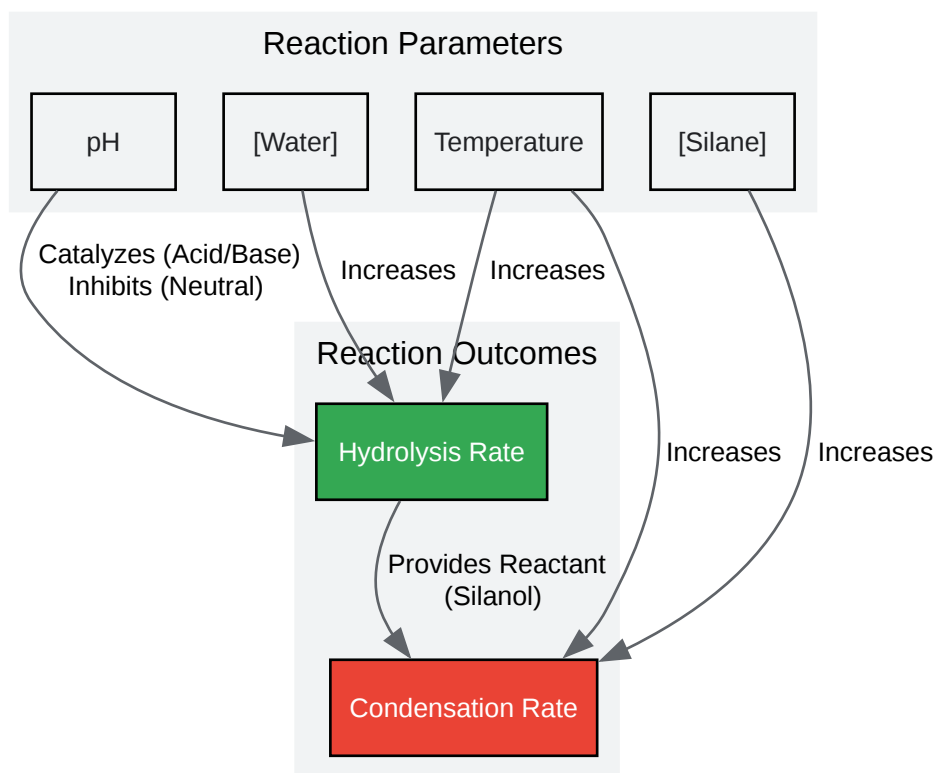 Reaction Parameters
pH
[Water]
Temperature
[Silane]
Catalyzes (Acid/Base)
Inhibits (Neutral)
Increases
Increases
Reaction Outcomes
Hydrolysis Rate
Increases
Increases
Provides Reactant
(Silanol)
Condensation Rate